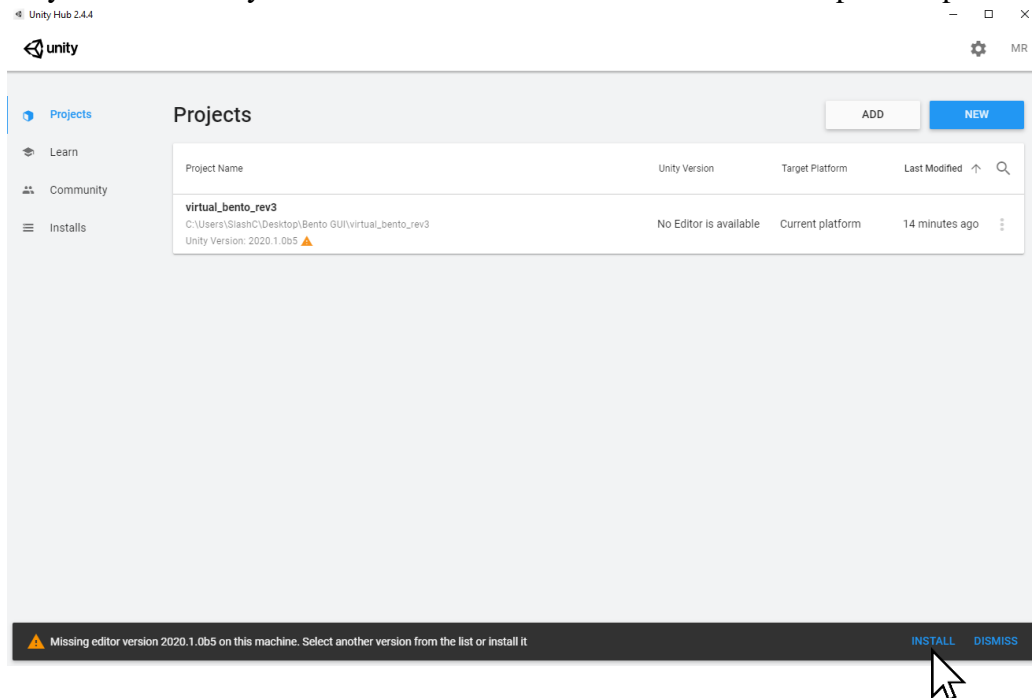 Unity Hub 2.4.4
unity
MR
Projects
Projects
ADD
NEW
Learn
Project Name
Unity Version
Target Platform
Last Modified
Community
virtual_bento_rev3
C:\Users\SlashC\Desktop\Bento GUI\virtual_bento_rev3
No Editor is available
Current platform
14 minutes ago
Installs
Unity Version: 2020.1.0b5
Missing editor version 2020.1.0b5 on this machine. Select another version from the list or install it
INSTALL
DISMISS